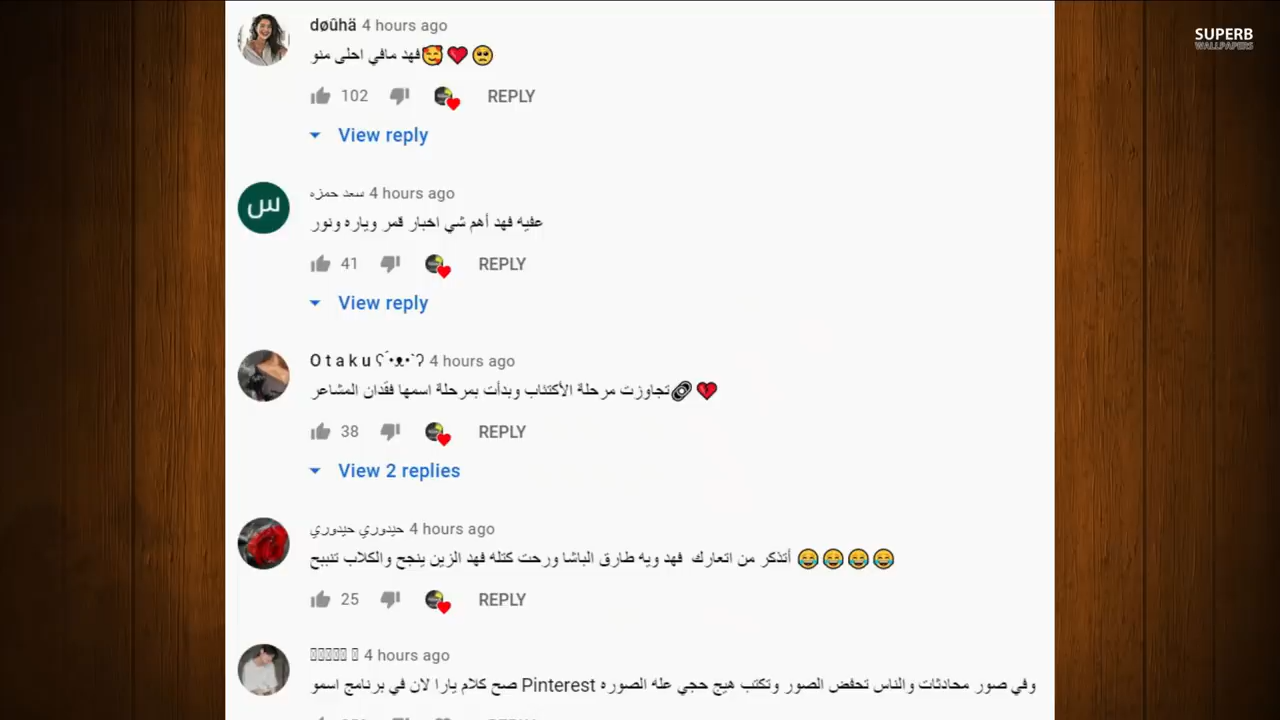 SUPERB
WALLPAPERS
døûhä 4 hours ago
فهد مافي احلى منو🥰❤️🥺
102 REPLY
View reply
س
سعد حمزه 4 hours ago
عفيه فهد أهم شي اخبار قمر وياره ونور
41 REPLY
View reply
O t a k u ʕ´•ᴥ•`ʔ 4 hours ago
تجاوزت مرحلة الأكتئاب وبدأت بمرحلة اسمها فقدان المشاعر💔
38 REPLY
View 2 replies
حيدوري حيدوري 4 hours ago
أتذكر من اتعارك فهد ويه طارق الباشا ورحت كتله فهد الزين ينجح والكلاب تنبيح 😂😂😂😂
25 REPLY
4 hours ago
وفي صور محادثات والناس تحفض الصور وتكتب هيج حجي عله الصوره Pinterest صح كلام يارا لان في برنامج اسمو